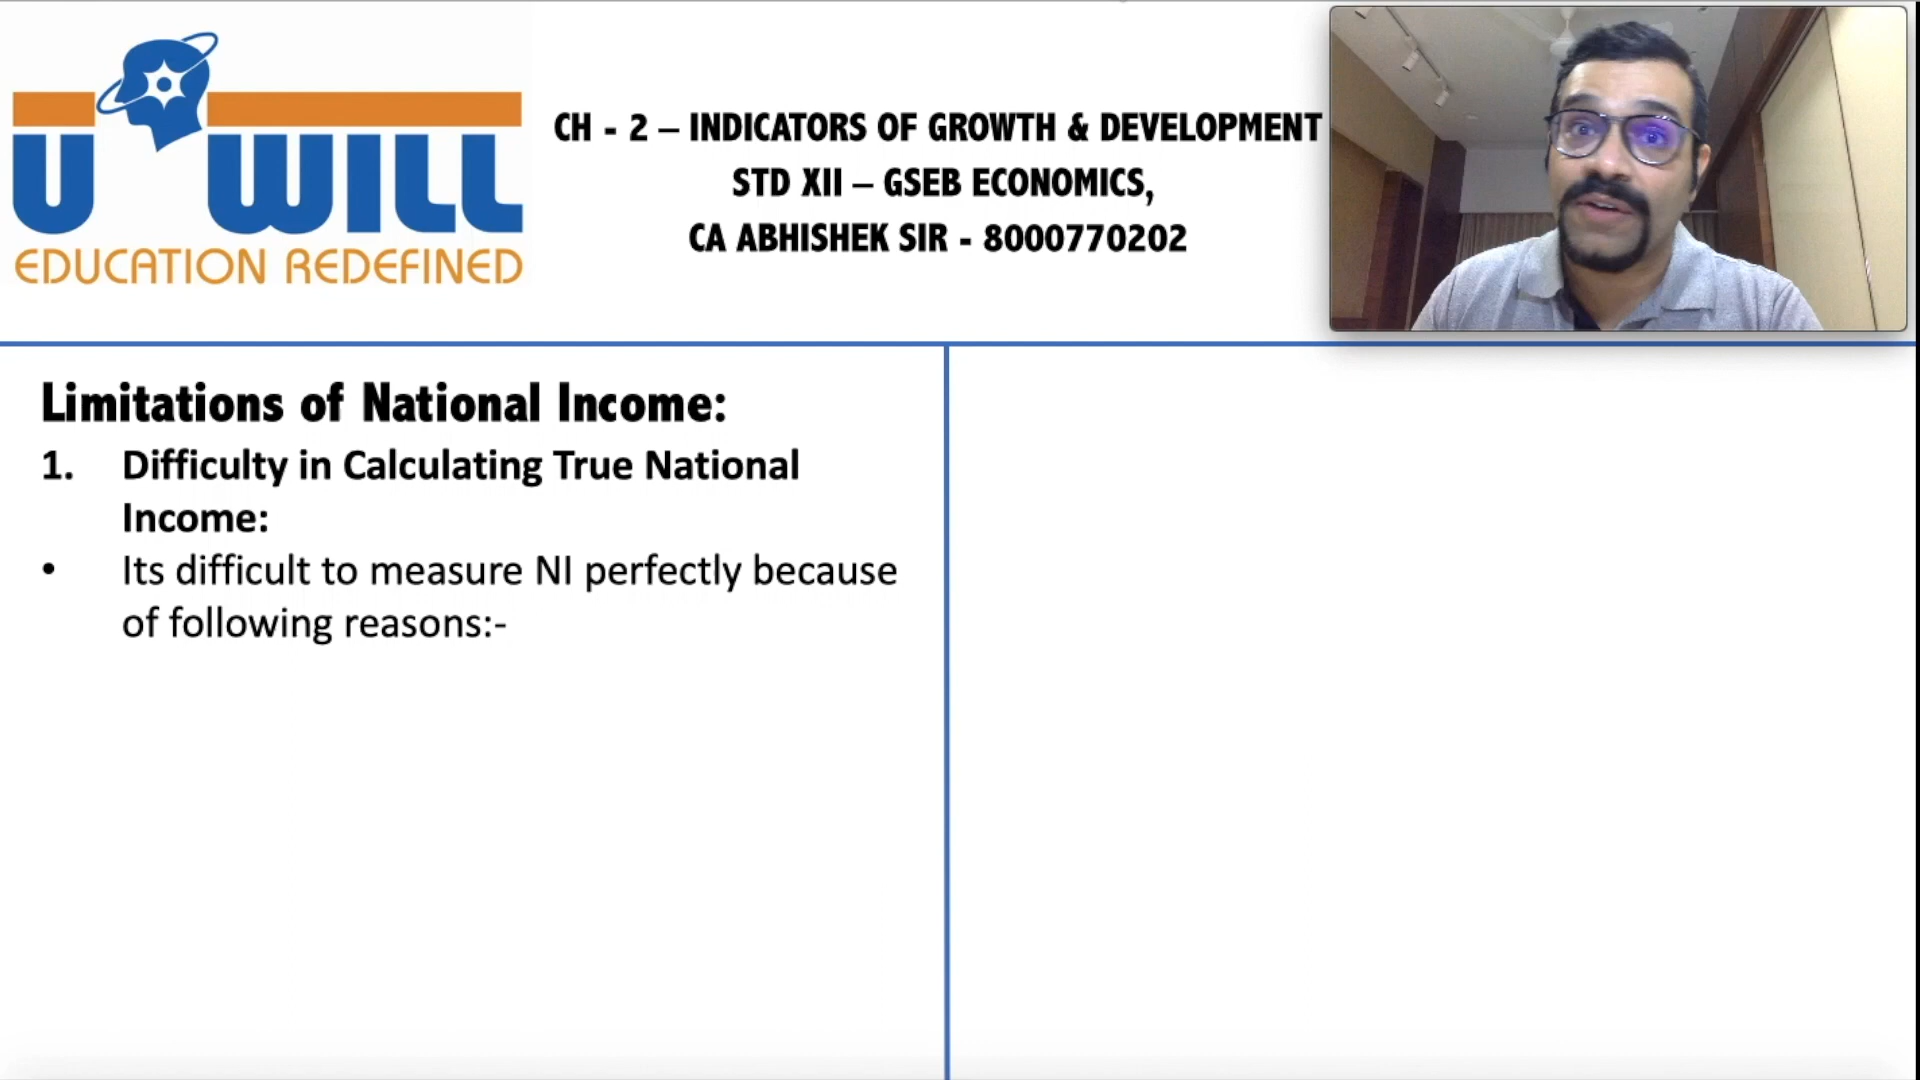 U WILL
EDUCATION REDEFINED
CH - 2 – INDICATORS OF GROWTH & DEVELOPMENT
STD XII – GSEB ECONOMICS,
CA ABHISHEK SIR - 8000770202
Limitations of National Income:
1. Difficulty in Calculating True National
Income:
• Its difficult to measure NI perfectly because
of following reasons:-